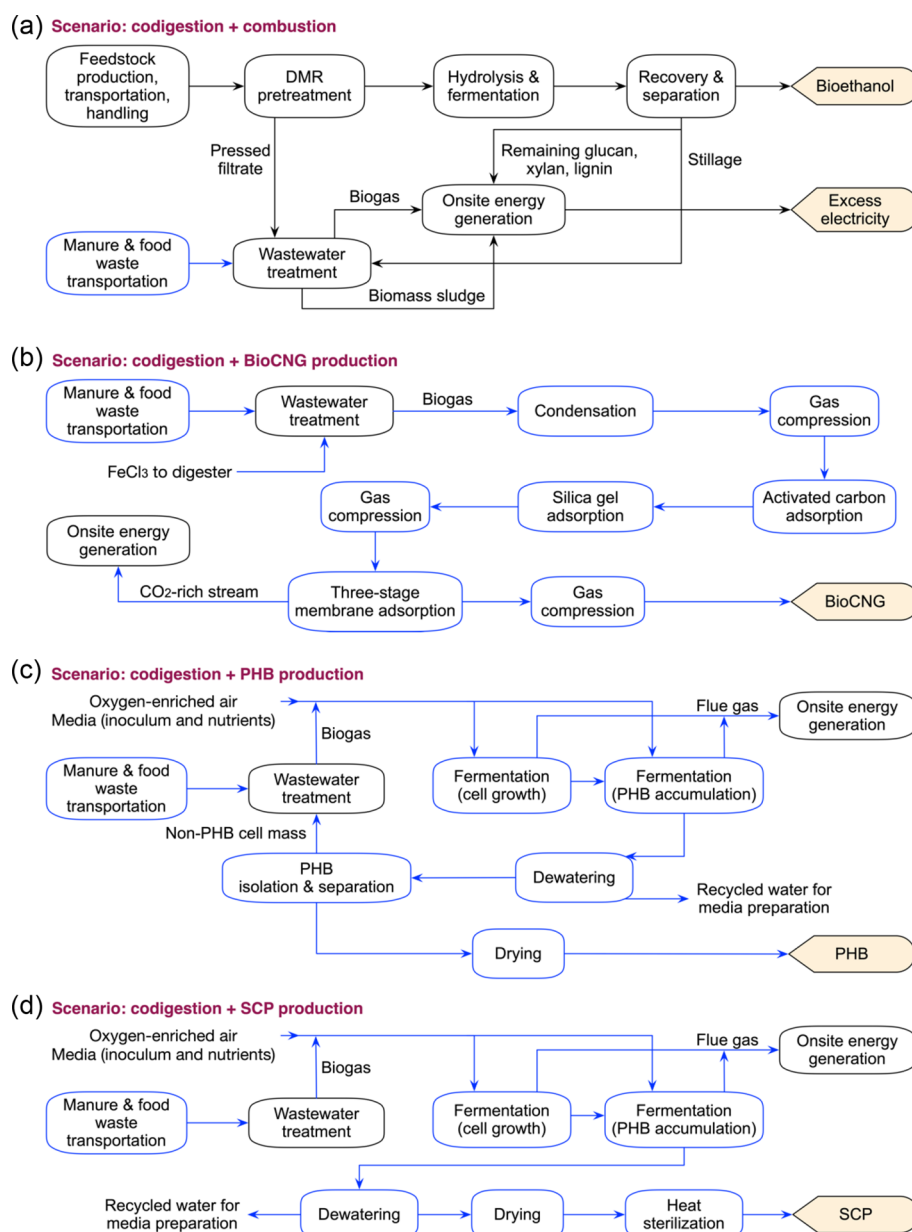 (a) Scenario: codigestion + combustion
Feedstock
production,
transportation,
handling
DMR
pretreatment
Hydrolysis &
fermentation
Recovery &
separation
Bioethanol
Pressed
filtrate
Remaining glucan,
xylan, lignin
Stillage
Biogas
Onsite energy
generation
Excess
electricity
Manure & food
waste
transportation
Wastewater
treatment
Biomass sludge
(b) Scenario: codigestion + BioCNG production
Manure & food
waste
transportation
Wastewater
treatment
Biogas
Condensation
Gas
compression
FeCl3 to digester
Gas
compression
Silica gel
adsorption
Activated carbon
adsorption
Onsite energy
generation
CO2-rich stream
Three-stage
membrane adsorption
Gas
compression
BioCNG
(c) Scenario: codigestion + PHB production
Oxygen-enriched air
Media (inoculum and nutrients)
Biogas
Flue gas
Onsite energy
generation
Manure & food
waste
transportation
Wastewater
treatment
Fermentation
(cell growth)
Fermentation
(PHB accumulation)
Non-PHB cell mass
PHB
isolation & separation
Dewatering
Recycled water for
media preparation
Drying
PHB
(d) Scenario: codigestion + SCP production
Oxygen-enriched air
Media (inoculum and nutrients)
Biogas
Flue gas
Onsite energy
generation
Manure & food
waste
transportation
Wastewater
treatment
Fermentation
(cell growth)
Fermentation
(PHB accumulation)
Recycled water for
media preparation
Dewatering
Drying
Heat
sterilization
SCP